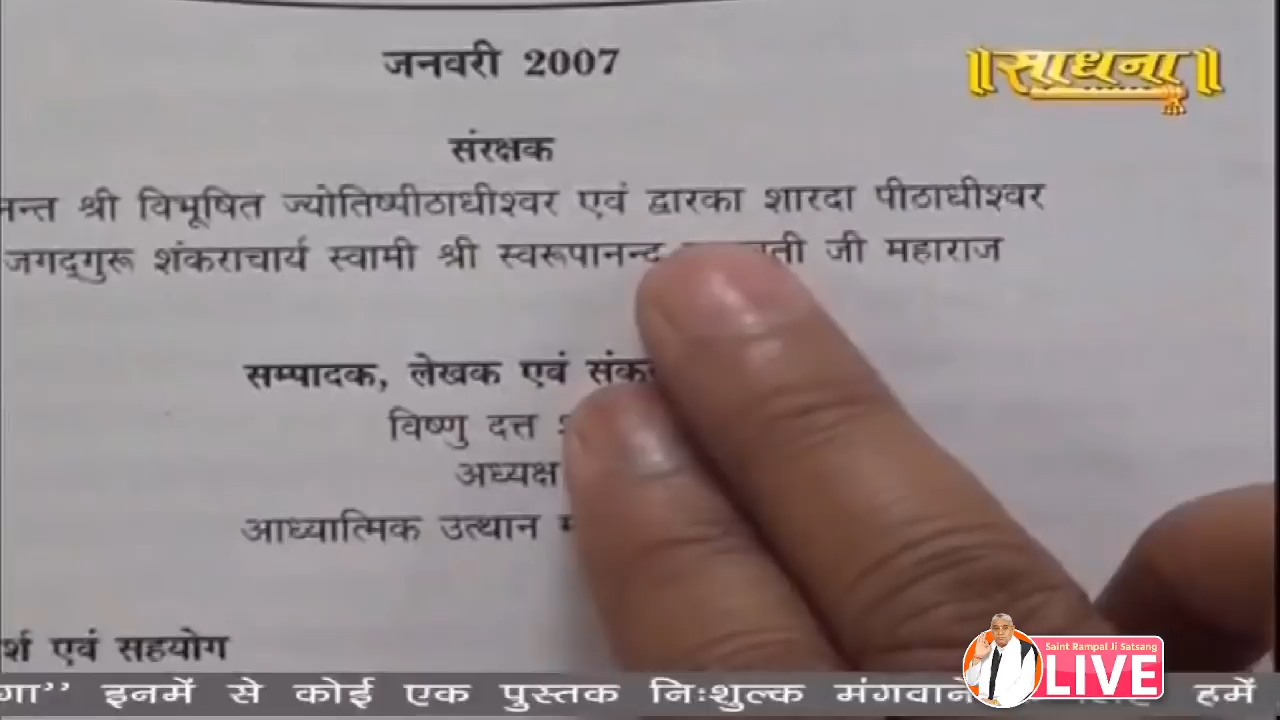 जनवरी 2007
॥साधना॥
संरक्षक
श्री विभूषित ज्योतिष्पीठाधीश्वर एवं द्वारका शारदा पीठाधीश्वर
जगद्गुरू शंकराचार्य स्वामी श्री स्वरूपानन्द जी महाराज
सम्पादक, लेखक एवं
विष्णु दत्त
अध्यक्ष
आध्यात्मिक उत्थान
एवं सहयोग
Saint Rampal Ji Satsang
LIVE
इनमें से कोई एक पुस्तक निःशुल्क मंगवाने हमें